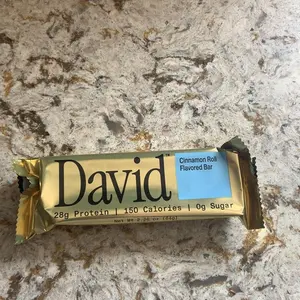 David
Cinnamon Roll
Flavored Bar
28g Protein | 150 Calories | 0g Sugar